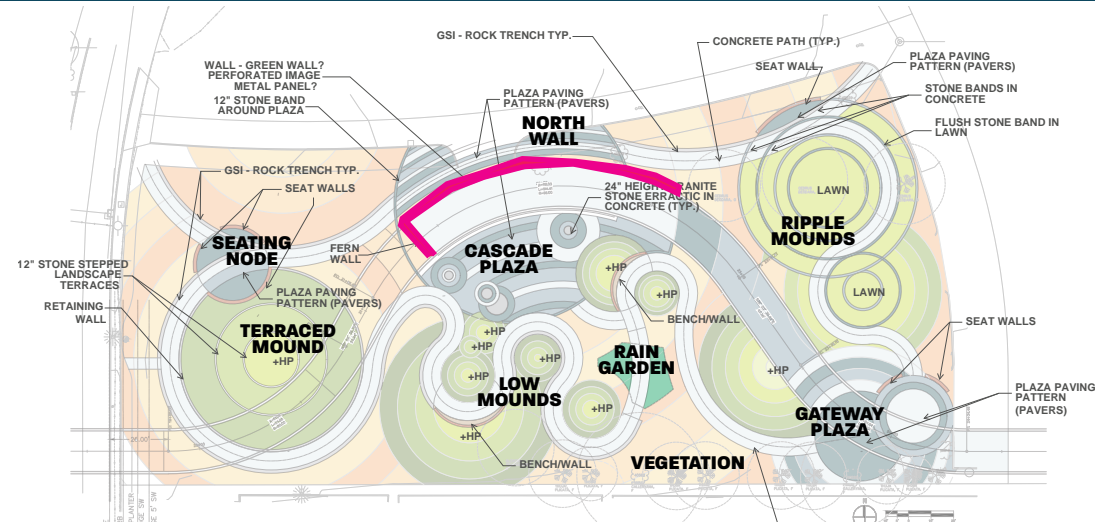 GSI - ROCK TRENCH TYP.
CONCRETE PATH (TYP.)
SEAT WALL
PLAZA PAVING
PATTERN (PAVERS)
WALL - GREEN WALL?
PERFORATED IMAGE
METAL PANEL?
12" STONE BAND
AROUND PLAZA
PLAZA PAVING
PATTERN (PAVERS)
STONE BANDS IN
CONCRETE
NORTH
WALL
FLUSH STONE BAND IN
LAWN
GSI - ROCK TRENCH TYP.
SEAT WALLS
24" HEIGHT GRANITE
STONE ERRACTIC IN
CONCRETE (TYP.)
LAWN
RIPPLE
MOUNDS
SEATING
NODE
FERN
WALL
CASCADE
PLAZA
12" STONE STEPPED
LANDSCAPE
TERRACES
+HP
PLAZA PAVING
PATTERN (PAVERS)
+HP
LAWN
RETAINING
WALL
TERRACED
MOUND
+HP
BENCH/WALL
SEAT WALLS
+HP
+HP
+HP
RAIN
GARDEN
+HP
+HP
LOW
MOUNDS
PLAZA PAVING
PATTERN
(PAVERS)
+HP
GATEWAY
PLAZA
+HP
BENCH/WALL
VEGETATION
26.00'
PLANTER